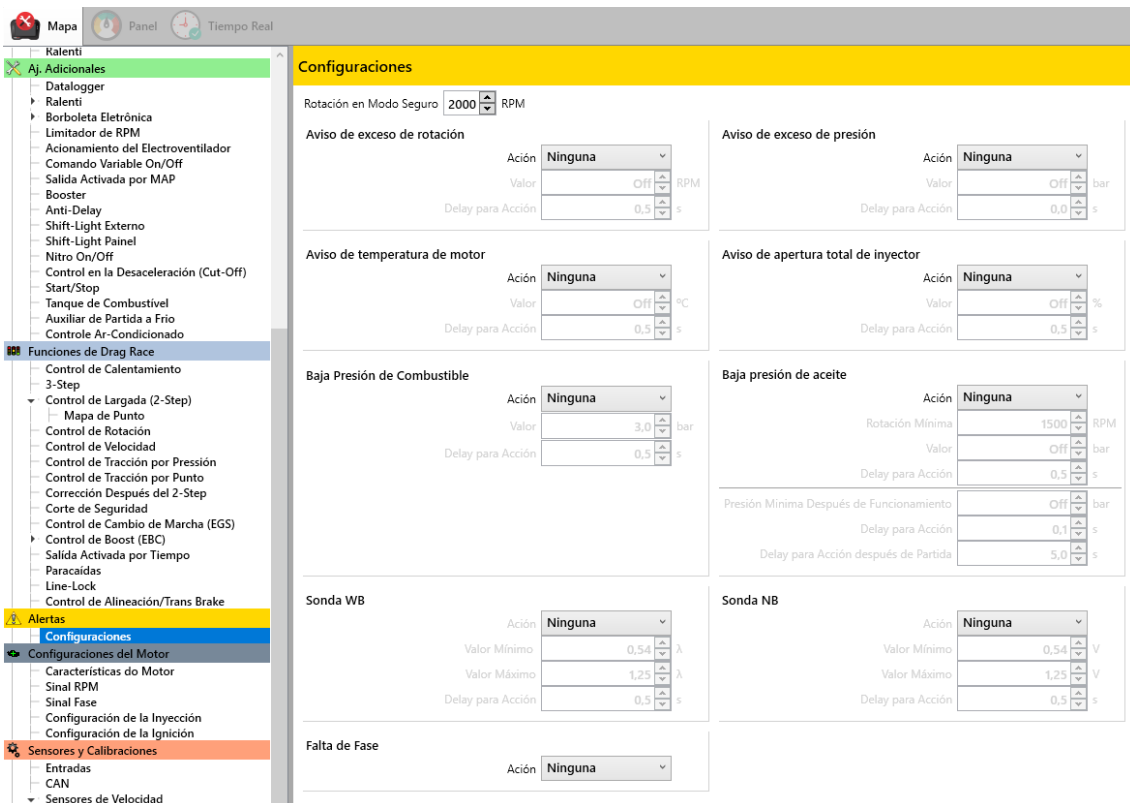 Mapa
Panel
Tiempo Real
Ralenti
Aj. Adicionales
Datalogger
Ralenti
Borboleta Eletrônica
Limitador de RPM
Acionamiento del Electroventilador
Comando Variable On/Off
Salida Activada por MAP
Booster
Anti-Delay
Shift-Light Externo
Shift-Light Painel
Nitro On/Off
Control en la Desaceleración (Cut-Off)
Start/Stop
Tanque de Combustível
Auxiliar de Partida a Frio
Controle Ar-Condicionado
Funciones de Drag Race
Control de Calentamiento
3-Step
Control de Largada (2-Step)
Mapa de Punto
Control de Rotación
Control de Velocidad
Control de Tracción por Pressión
Control de Tracción por Punto
Corrección Después del 2-Step
Corte de Seguridad
Control de Cambio de Marcha (EGS)
Control de Boost (EBC)
Salída Activada por Tiempo
Paracaídas
Line-Lock
Control de Alineación/Trans Brake
Alertas
Configuraciones
Configuraciones del Motor
Características do Motor
Sinal RPM
Sinal Fase
Configuración de la Inyección
Configuración de la Ignición
Sensores y Calibraciones
Entradas
CAN
Sensores de Velocidad
Configuraciones
Rotación en Modo Seguro 2000 RPM
Aviso de exceso de rotación
Ación Ninguna
Valor Off RPM
Delay para Acción 0,5 s
Aviso de exceso de presión
Ación Ninguna
Valor Off bar
Delay para Acción 0,0 s
Aviso de temperatura de motor
Ación Ninguna
Valor Off ºC
Delay para Acción 0,5 s
Aviso de apertura total de inyector
Ación Ninguna
Valor Off %
Delay para Acción 0,5 s
Baja Presión de Combustible
Ación Ninguna
Valor 3,0 bar
Delay para Acción 0,5 s
Baja presión de aceite
Ación Ninguna
Rotación Mínima 1500 RPM
Valor Off bar
Delay para Acción 0,5 s
Presión Minima Después de Funcionamiento Off bar
Delay para Acción 0,1 s
Delay para Acción después de Partida 5,0 s
Sonda WB
Ación Ninguna
Valor Mínimo 0,54 λ
Valor Máximo 1,25 λ
Delay para Acción 0,5 s
Sonda NB
Ación Ninguna
Valor Mínimo 0,54 V
Valor Máximo 1,25 V
Delay para Acción 0,5 s
Falta de Fase
Ación Ninguna